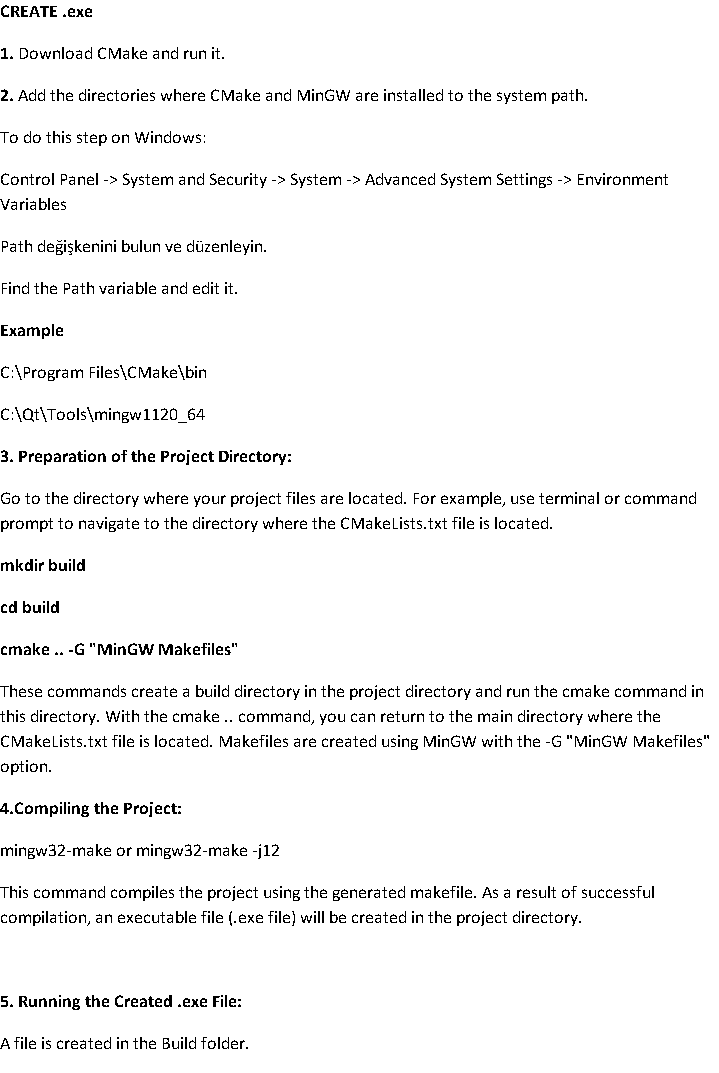 CREATE .exe
1. Download CMake and run it.
2. Add the directories where CMake and MinGW are installed to the system path.
To do this step on Windows:
Control Panel -> System and Security -> System -> Advanced System Settings -> Environment
Variables
Path değişkenini bulun ve düzenleyin.
Find the Path variable and edit it.
Example
C:\Program Files\CMake\bin
C:\Qt\Tools\mingw1120_64
3. Preparation of the Project Directory:
Go to the directory where your project files are located. For example, use terminal or command
prompt to navigate to the directory where the CMakeLists.txt file is located.
mkdir build
cd build
cmake .. -G "MinGW Makefiles"
These commands create a build directory in the project directory and run the cmake command in
this directory. With the cmake .. command, you can return to the main directory where the
CMakeLists.txt file is located. Makefiles are created using MinGW with the -G "MinGW Makefiles"
option.
4.Compiling the Project:
mingw32-make or mingw32-make -j12
This command compiles the project using the generated makefile. As a result of successful
compilation, an executable file (.exe file) will be created in the project directory.
5. Running the Created .exe File:
A file is created in the Build folder.